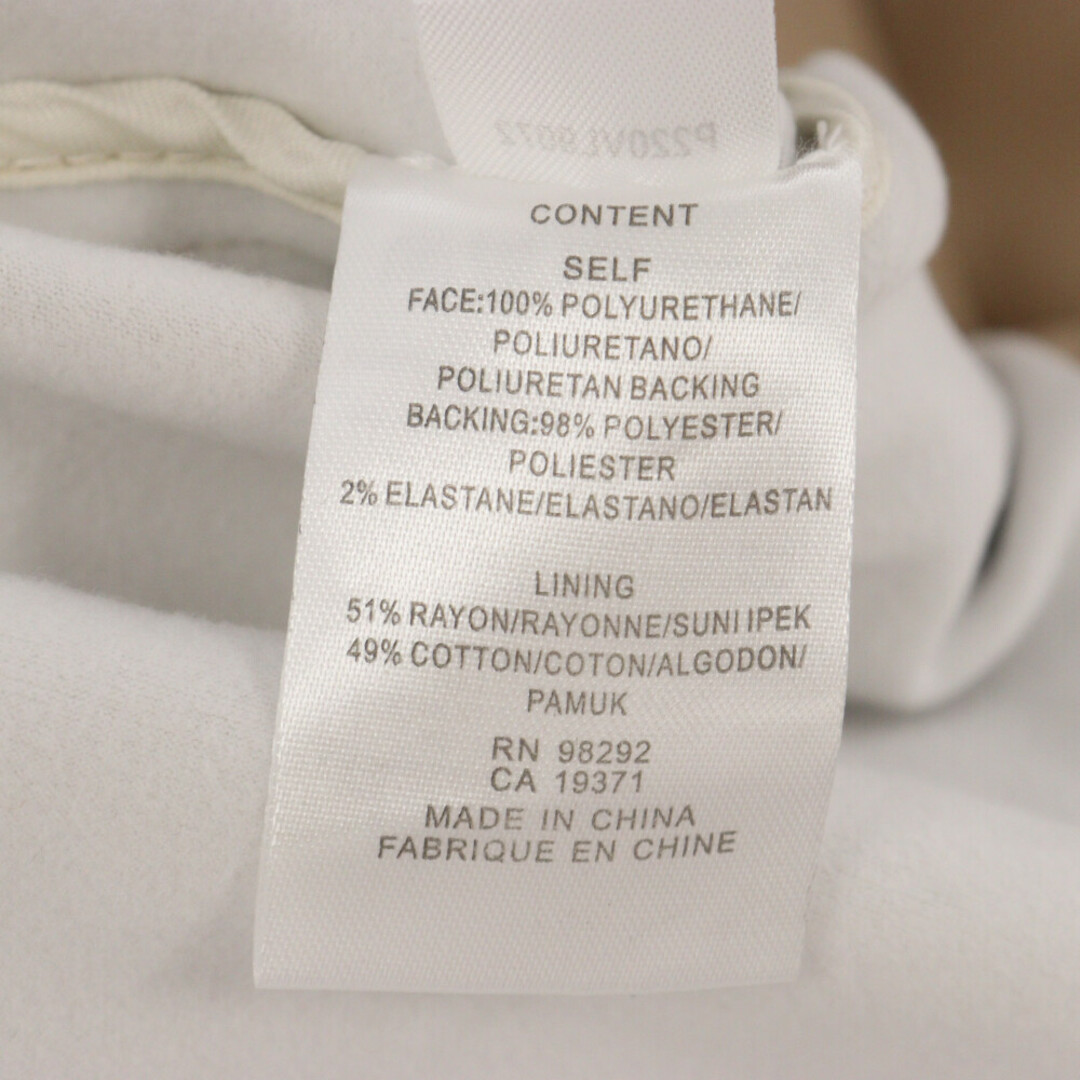 P220VL9072
CONTENT
SELF
FACE:100% POLYURETHANE/
POLIURETANO/
POLIURETAN BACKING
BACKING:98% POLYESTER/
POLIESTER
2% ELASTANE/ELASTANO/ELASTAN
LINING
51% RAYON/RAYONNE/SUNI IPEK
49% COTTON/COTON/ALGODON/
PAMUK
RN 98292
CA 19371
MADE IN CHINA
FABRIQUE EN CHINE